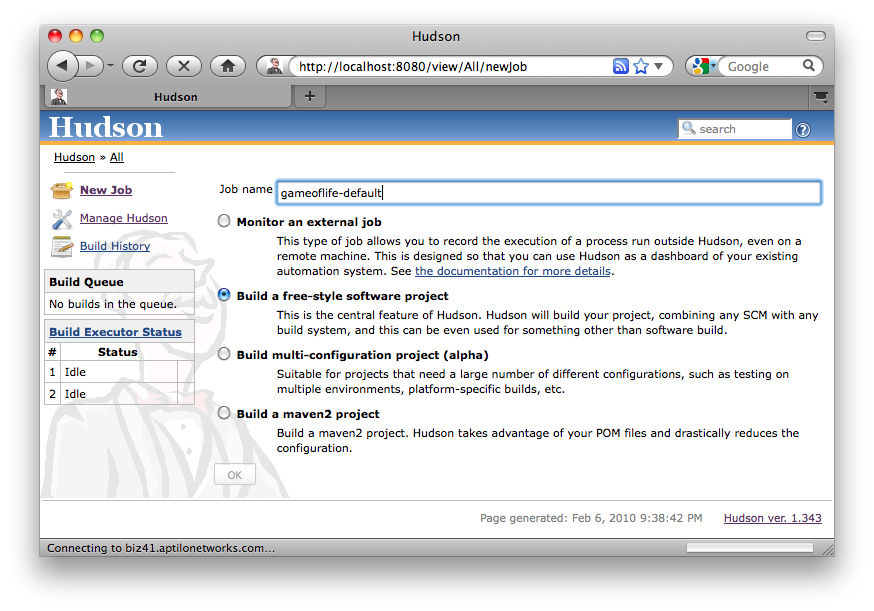 Hudson
http://localhost:8080/view/All/newJob
Google
Hudson
+
Hudson
search
?
Hudson » All
New Job
Manage Hudson
Build History
Build Queue
No builds in the queue.
Build Executor Status
# Status
1 Idle
2 Idle
Job name gameoflife-default
Monitor an external job
This type of job allows you to record the execution of a process run outside Hudson, even on a
remote machine. This is designed so that you can use Hudson as a dashboard of your existing
automation system. See the documentation for more details.
Build a free-style software project
This is the central feature of Hudson. Hudson will build your project, combining any SCM with any
build system, and this can be even used for something other than software build.
Build multi-configuration project (alpha)
Suitable for projects that need a large number of different configurations, such as testing on
multiple environments, platform-specific builds, etc.
Build a maven2 project
Build a maven2 project. Hudson takes advantage of your POM files and drastically reduces the
configuration.
OK
Page generated: Feb 6, 2010 9:38:42 PM Hudson ver. 1.343
Connecting to biz41.aptilonetworks.com...